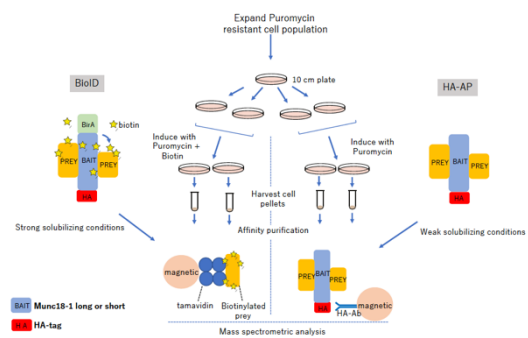 Expand Puromycin
resistant cell population
10 cm plate
BioID
HA-AP
BirA
biotin
PREY
BAIT
PREY
HA
Induce with
Puromycin +
Biotin
Induce with
Puromycin
PREY
BAIT
PREY
HA
Harvest cell
pellets
Strong solubilizing conditions
Affinity purification
Weak solubilizing conditions
magnetic
tamavidin
Biotinylated
prey
PREY
BAIT
PREY
HA
HA-Ab
magnetic
BAIT Munc18-1 long or short
HA HA-tag
Mass spectrometric analysis